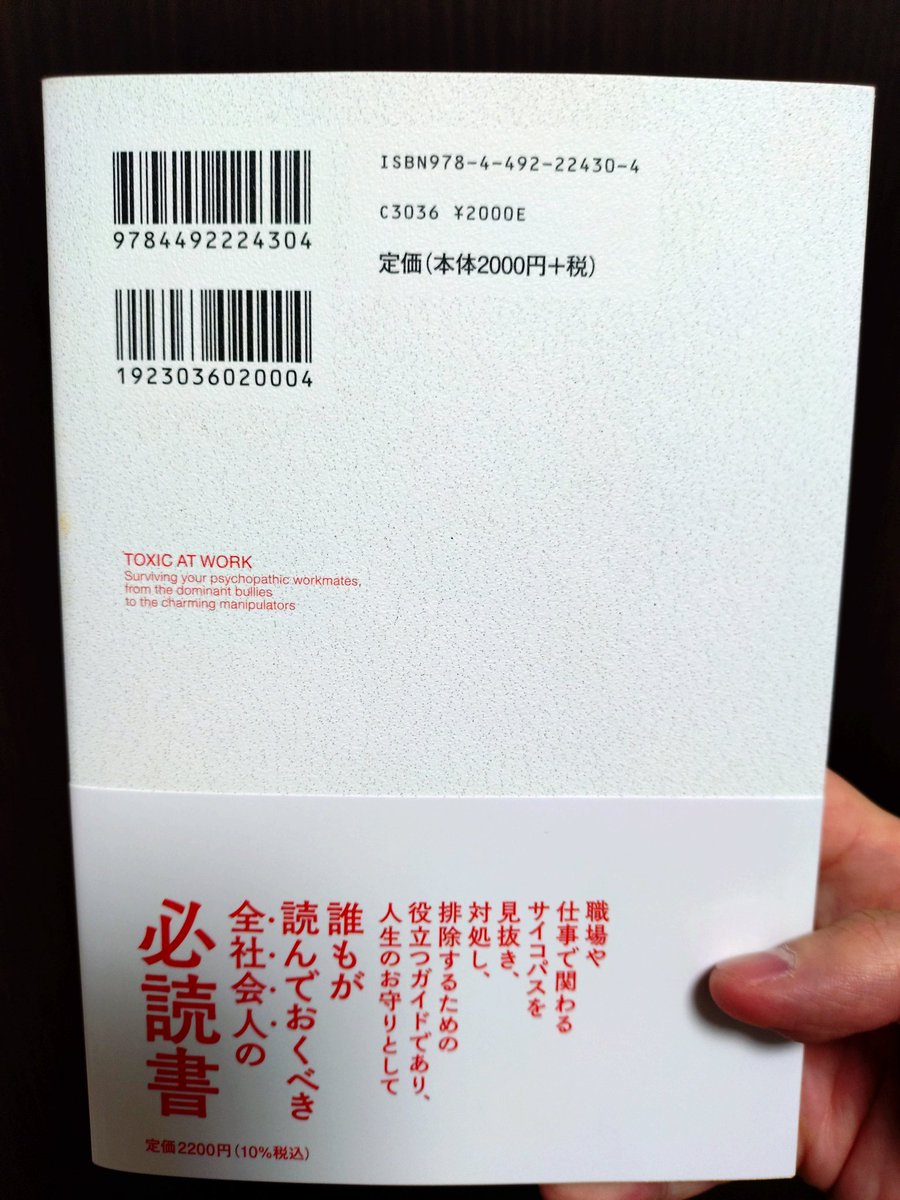 9784492224304
1923036020004
ISBN978-4-492-22430-4
C3036 ¥2000E
定価(本体2000円+税)
TOXIC AT WORK
Surviving your psychopathic workmates,
from the dominant bullies
to the charming manipulators
職場や
仕事で関わる
サイコパスを
見抜き、
対処し、
排除するための
役立つガイドであり、
人生のお守りとして
誰もが
読んでおくべき
全社会人の
必読書
定価2200円(10%税込)